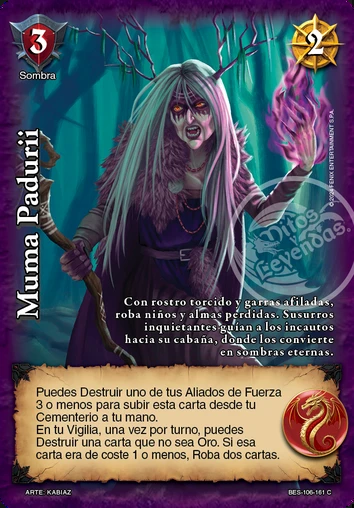 3
2
Sombra
Muma Padurii
© 2024 FENIX ENTERTAINMENT S.P.A.
Mitos
y
Leyendas
Con rostro torcido y garras afiladas,
roba niños y almas perdidas. Susurros
inquietantes guían a los incautos
hacia su cabaña, donde los convierte
en sombras eternas.
Puedes Destruir uno de tus Aliados de Fuerza
3 o menos para subir esta carta desde tu
Cementerio a tu mano.
En tu Vigilia, una vez por turno, puedes
Destruir una carta que no sea Oro. Si esa
carta era de coste 1 o menos, Roba dos cartas.
ARTE: KABIAZ
BES-106-161 C